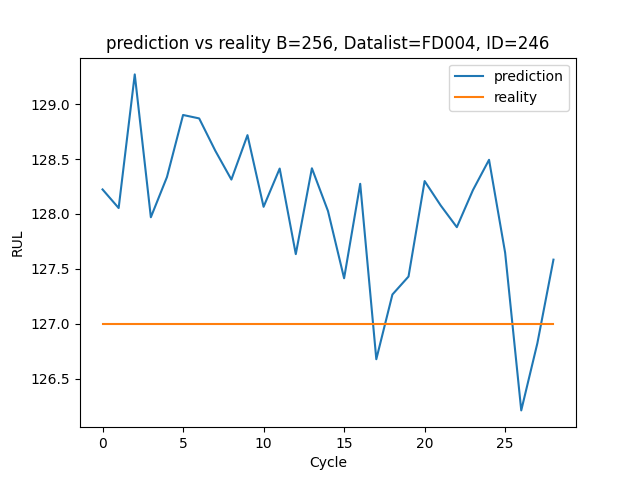 prediction vs reality B=256, Datalist=FD004, ID=246
prediction
reality
129.0
128.5
128.0
127.5
127.0
126.5
RUL
0 5 10 15 20 25
Cycle